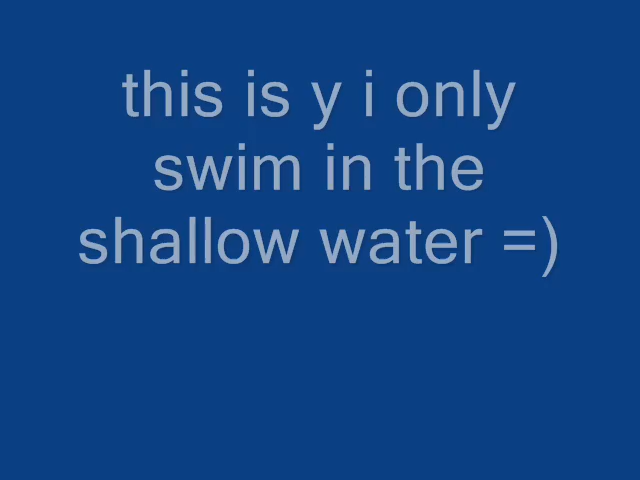 this is y i only
swim in the
shallow water =)